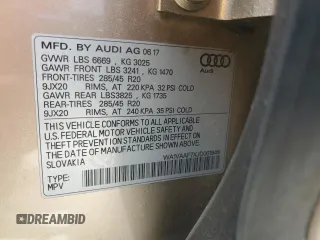 MFD. BY AUDI AG 06 17
GVWR LBS 6669 , KG 3025
GAWR FRONT LBS 3241 , KG 1470
FRONT-TIRES 285/45 R20
9JX20 RIMS, AT 220 KPA 32 PSI COLD
GAWR REAR LBS3825 , KG 1735
REAR-TIRES 285/45 R20
9JX20 RIMS, AT 240 KPA 35 PSI COLD
Audi
THIS VEHICLE CONFORMS TO ALL APPLICABLE
U.S. FEDERAL MOTOR VEHICLE SAFETY
STANDARDS IN EFFECT ON THE DATE OF
MANUFACTURE SHOWN ABOVE.
SLOVAKIA
TYPE:
MPV
DREAMBID